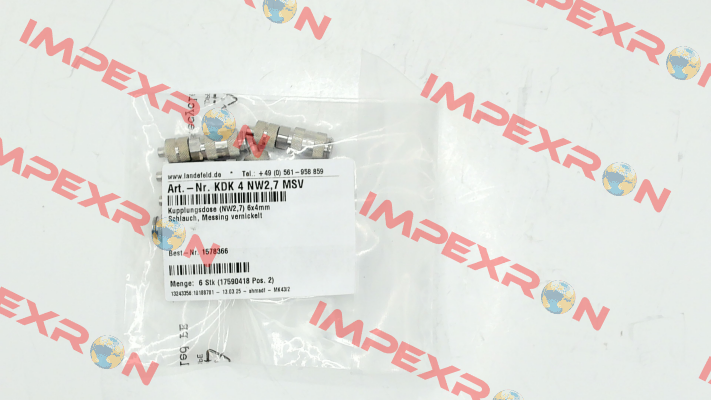 IMPEXRON
IMPEXRON
IMPEXRON
IMPEXRON
IMPEXRON
IMPEXRON
www.landefeld.de * Tel.: +49 (0) 561-958 859
Art.-Nr. KDK 4 NW2,7 MSV
Kupplungsdose (NW2,7) 6x4mm
Schlauch, Messing vernickelt
Best-Nr. 1578366
Menge: 6 Stk (17590418 Pos. 2)